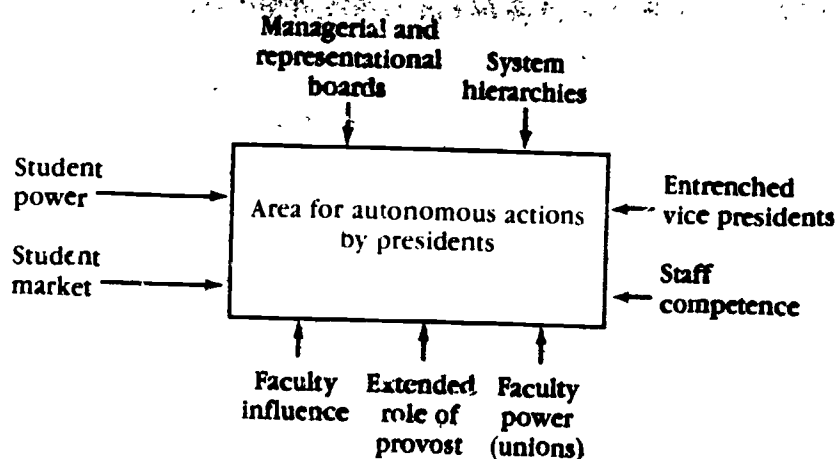 Managerial and
representational
boards
System
hierarchies
Student
power
Area for autonomous actions
by presidents
Entrenched
vice presidents
Student
market
Staff
competence
Faculty
influence
Extended
role of
provost
Faculty
power
(unions)